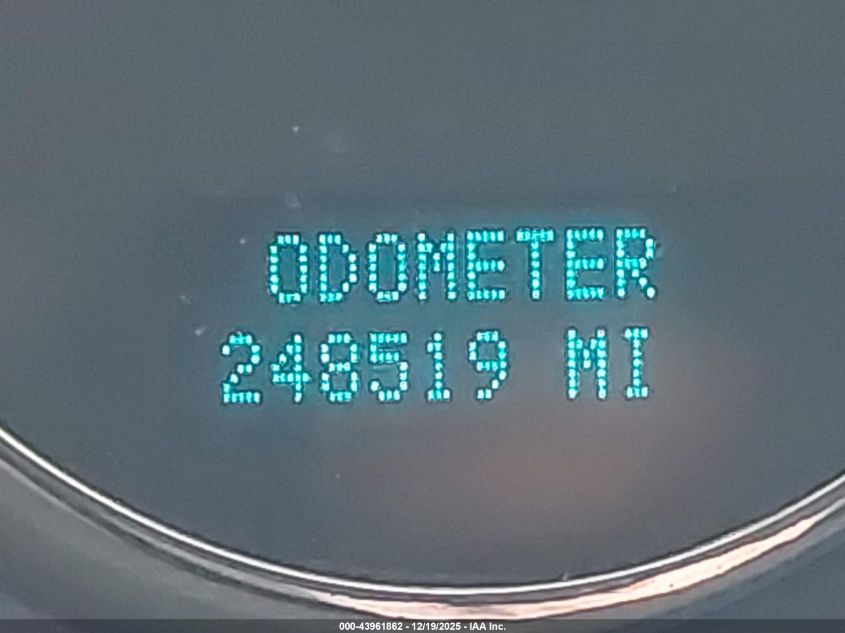 ODOMETER
248519 MI
000-43961862 - 12/19/2025 - IAA Inc.